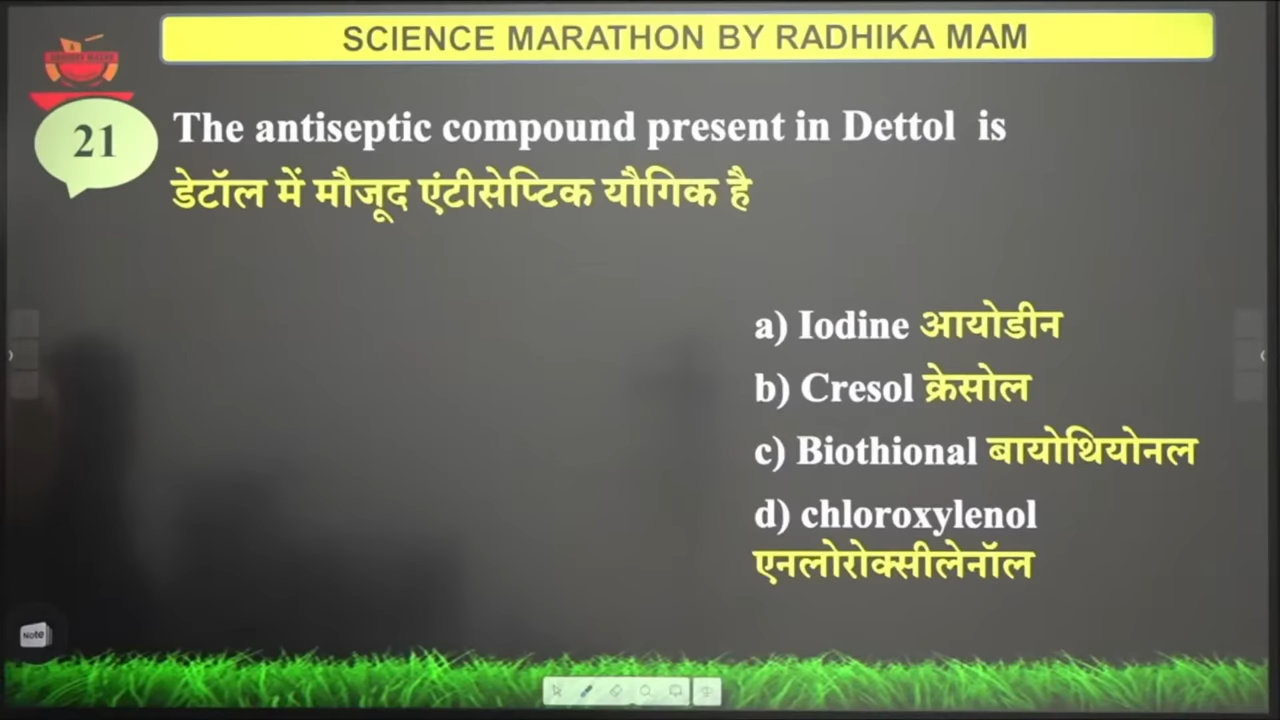 SCIENCE MARATHON BY RADHIKA MAM
21
The antiseptic compound present in Dettol is
डेटॉल में मौजूद एंटीसेप्टिक यौगिक है
a) Iodine आयोडीन
b) Cresol क्रेसोल
c) Biothional बायोथियोनल
d) chloroxylenol
एनलोरोक्सीलेनॉल
Note